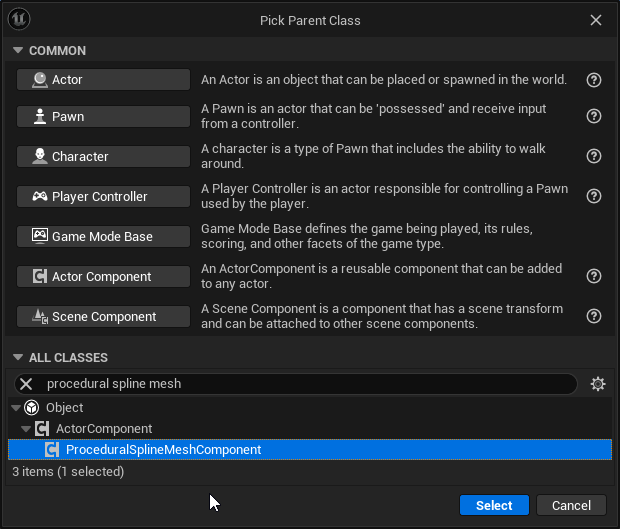 Pick Parent Class
COMMON
Actor
An Actor is an object that can be placed or spawned in the world.
Pawn
A Pawn is an actor that can be 'possessed' and receive input
from a controller.
Character
A character is a type of Pawn that includes the ability to walk
around.
Player Controller
A Player Controller is an actor responsible for controlling a Pawn
used by the player.
Game Mode Base
Game Mode Base defines the game being played, its rules,
scoring, and other facets of the game type.
Actor Component
An ActorComponent is a reusable component that can be added
to any actor.
Scene Component
A Scene Component is a component that has a scene transform
and can be attached to other scene components.
ALL CLASSES
procedural spline mesh
Object
ActorComponent
ProceduralSplineMeshComponent
3 items (1 selected)
Select
Cancel